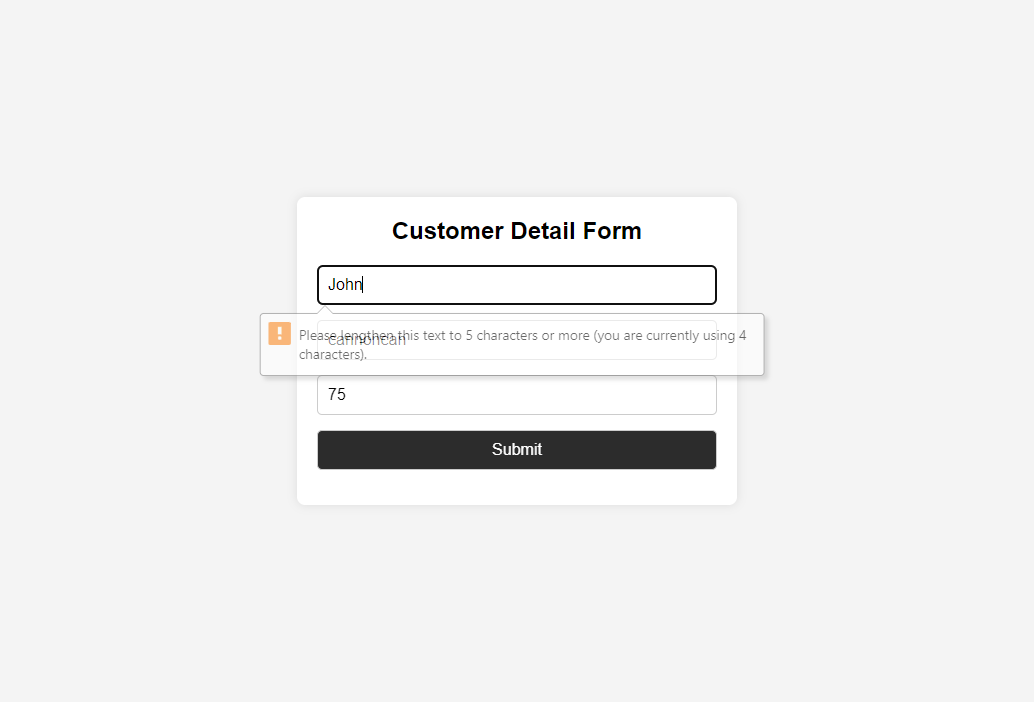 Customer Detail Form
John
Please lengthen this text to 5 characters or more (you are currently using 4
characters).
cannoncan
75
Submit